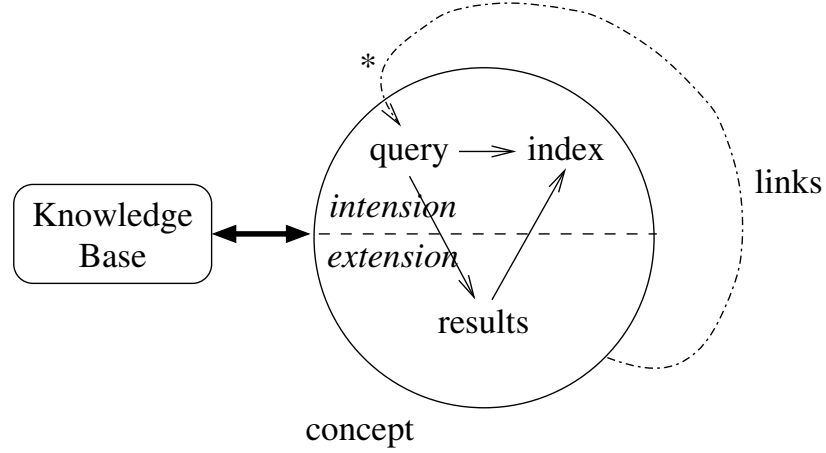 *
query
index
links
Knowledge
Base
intension
extension
results
concept